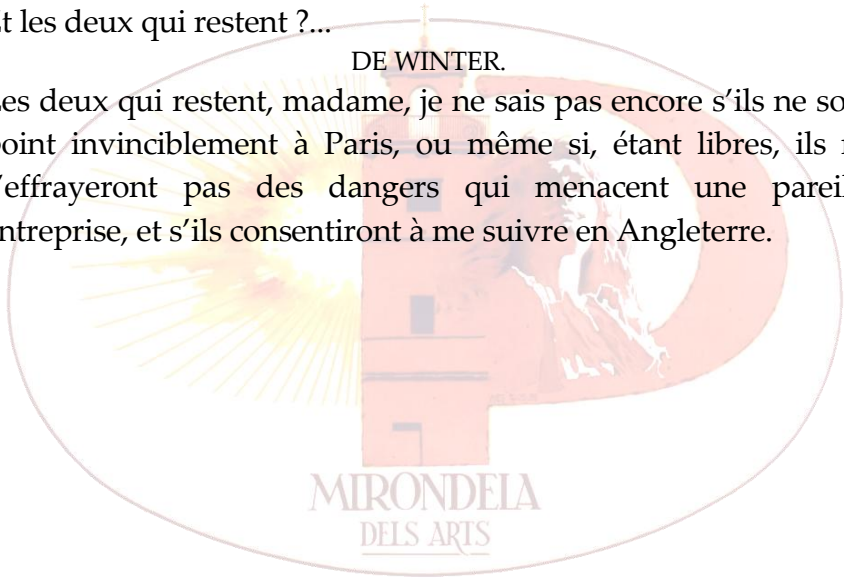 t les deux qui restent ?...
DE WINTER.
es deux qui restent, madame, je ne sais pas encore s’ils ne so
oint invinciblement à Paris, ou même si, étant libres, ils
’effrayeront pas des dangers qui menacent une parei
ntreprise, et s’ils consentiront à me suivre en Angleterre.
MIRONDELA
DELS ARTS